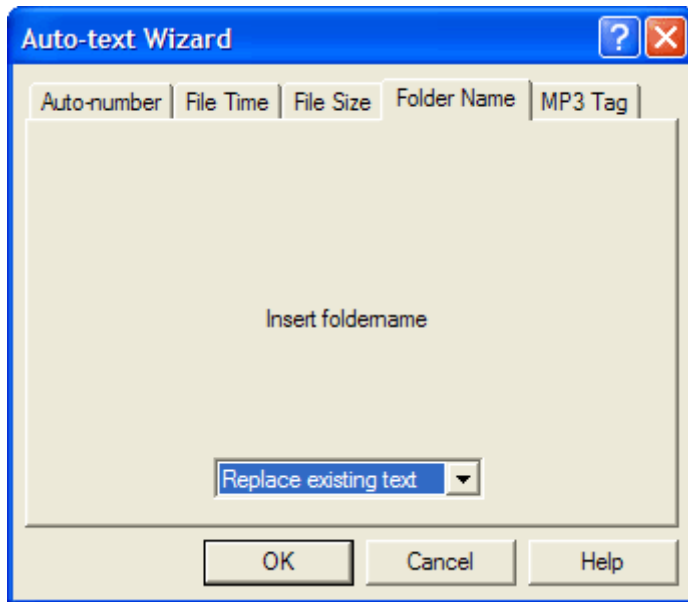 Auto-text Wizard
Auto-number File Time File Size Folder Name MP3 Tag
Insert foldername
Replace existing text
OK Cancel Help